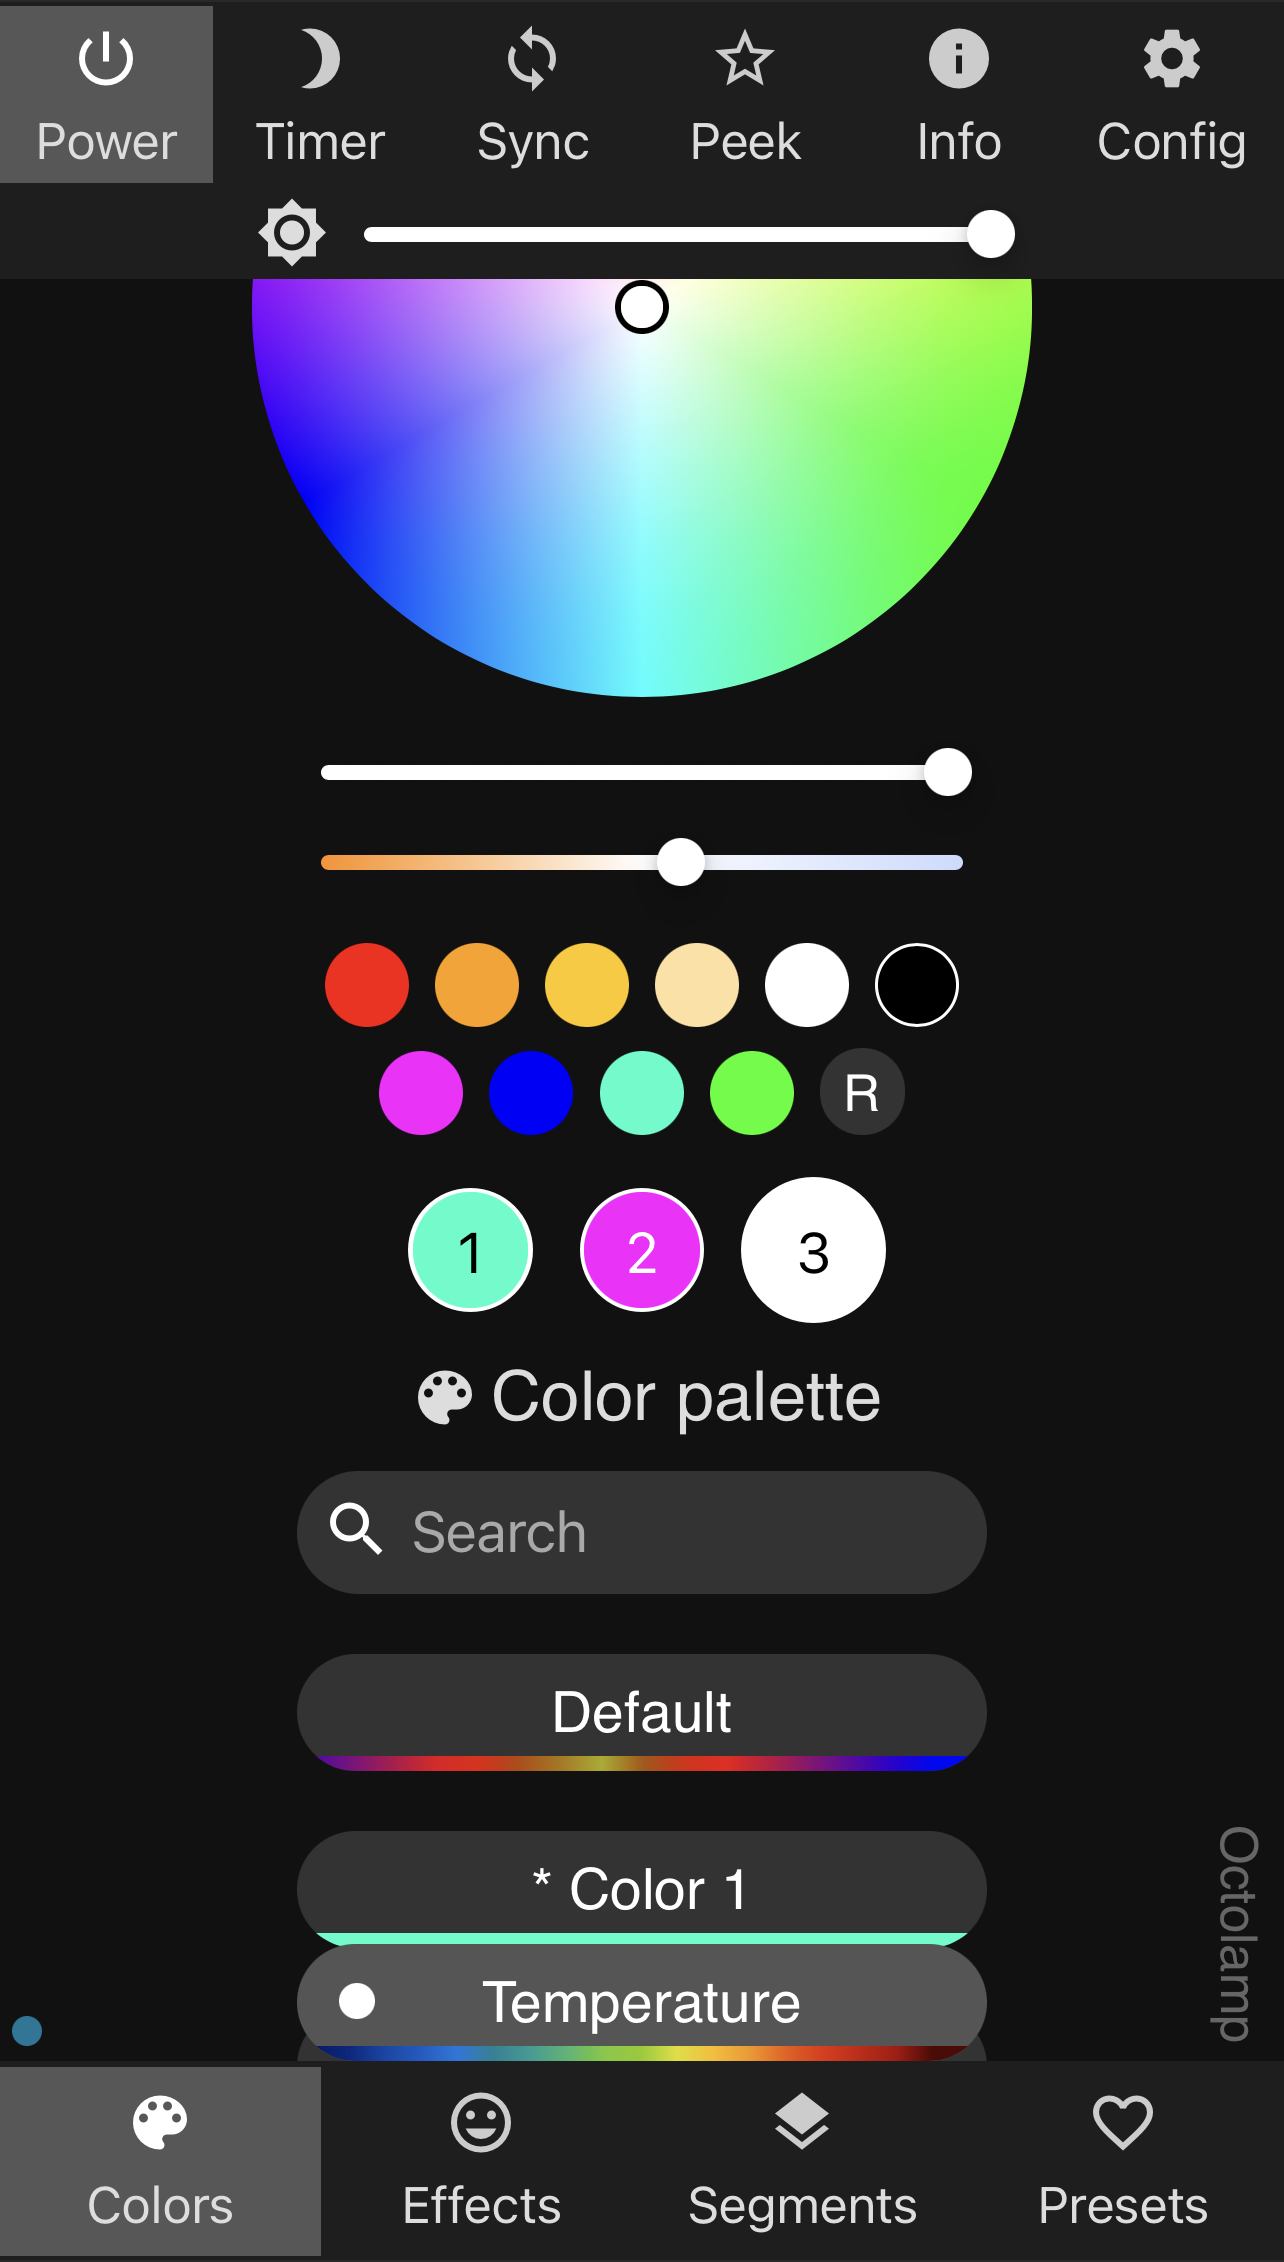 Power
Timer
Sync
Peek
Info
Config
R
1
2
3
Color palette
Search
Default
* Color 1
Temperature
Octolamp
Colors
Effects
Segments
Presets